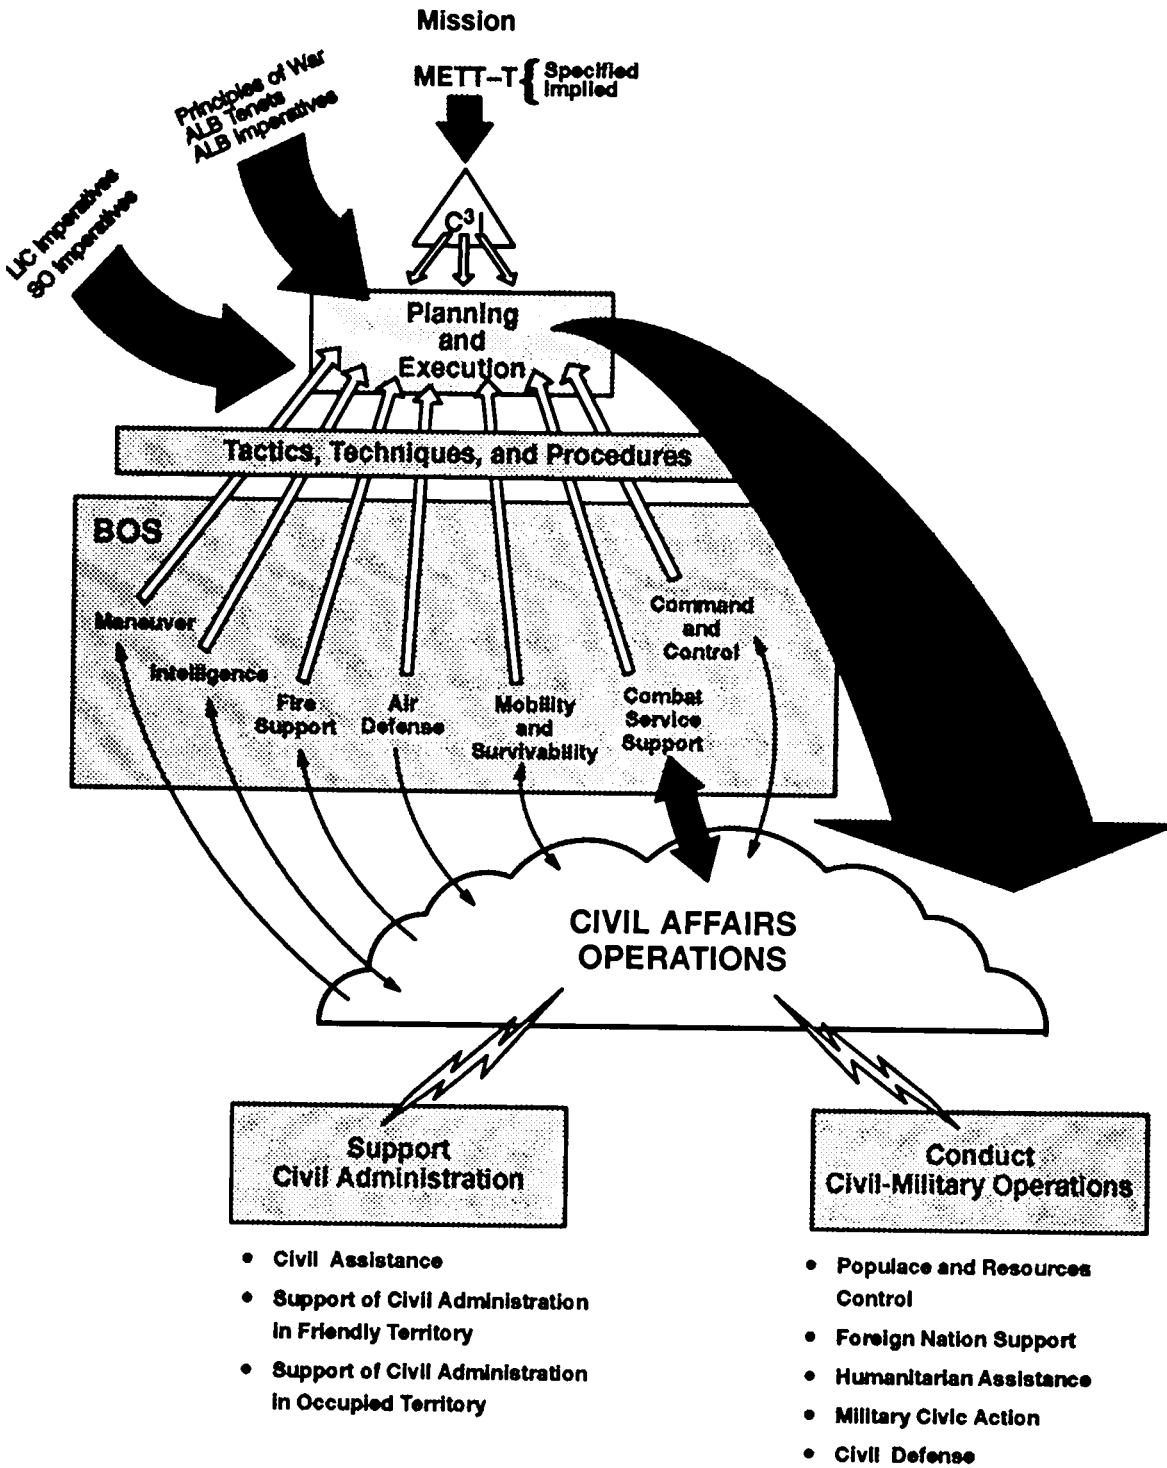 Mission
METT-T { Specified
Implied
Principles of War
ALB Tenets
ALB Imperatives
LIC Imperatives
SO Imperatives
C³I
Planning
and
Execution
Tactics, Techniques, and Procedures
BOS
Maneuver
Intelligence
Fire
Support
Air
Defense
Mobility
and
Survivability
Combat
Service
Support
Command
and
Control
CIVIL AFFAIRS
OPERATIONS
Support
Civil Administration
• Civil Assistance
• Support of Civil Administration
in Friendly Territory
• Support of Civil Administration
in Occupied Territory
Conduct
Civil-Military Operations
• Populace and Resources
Control
• Foreign Nation Support
• Humanitarian Assistance
• Military Civic Action
• Civil Defense